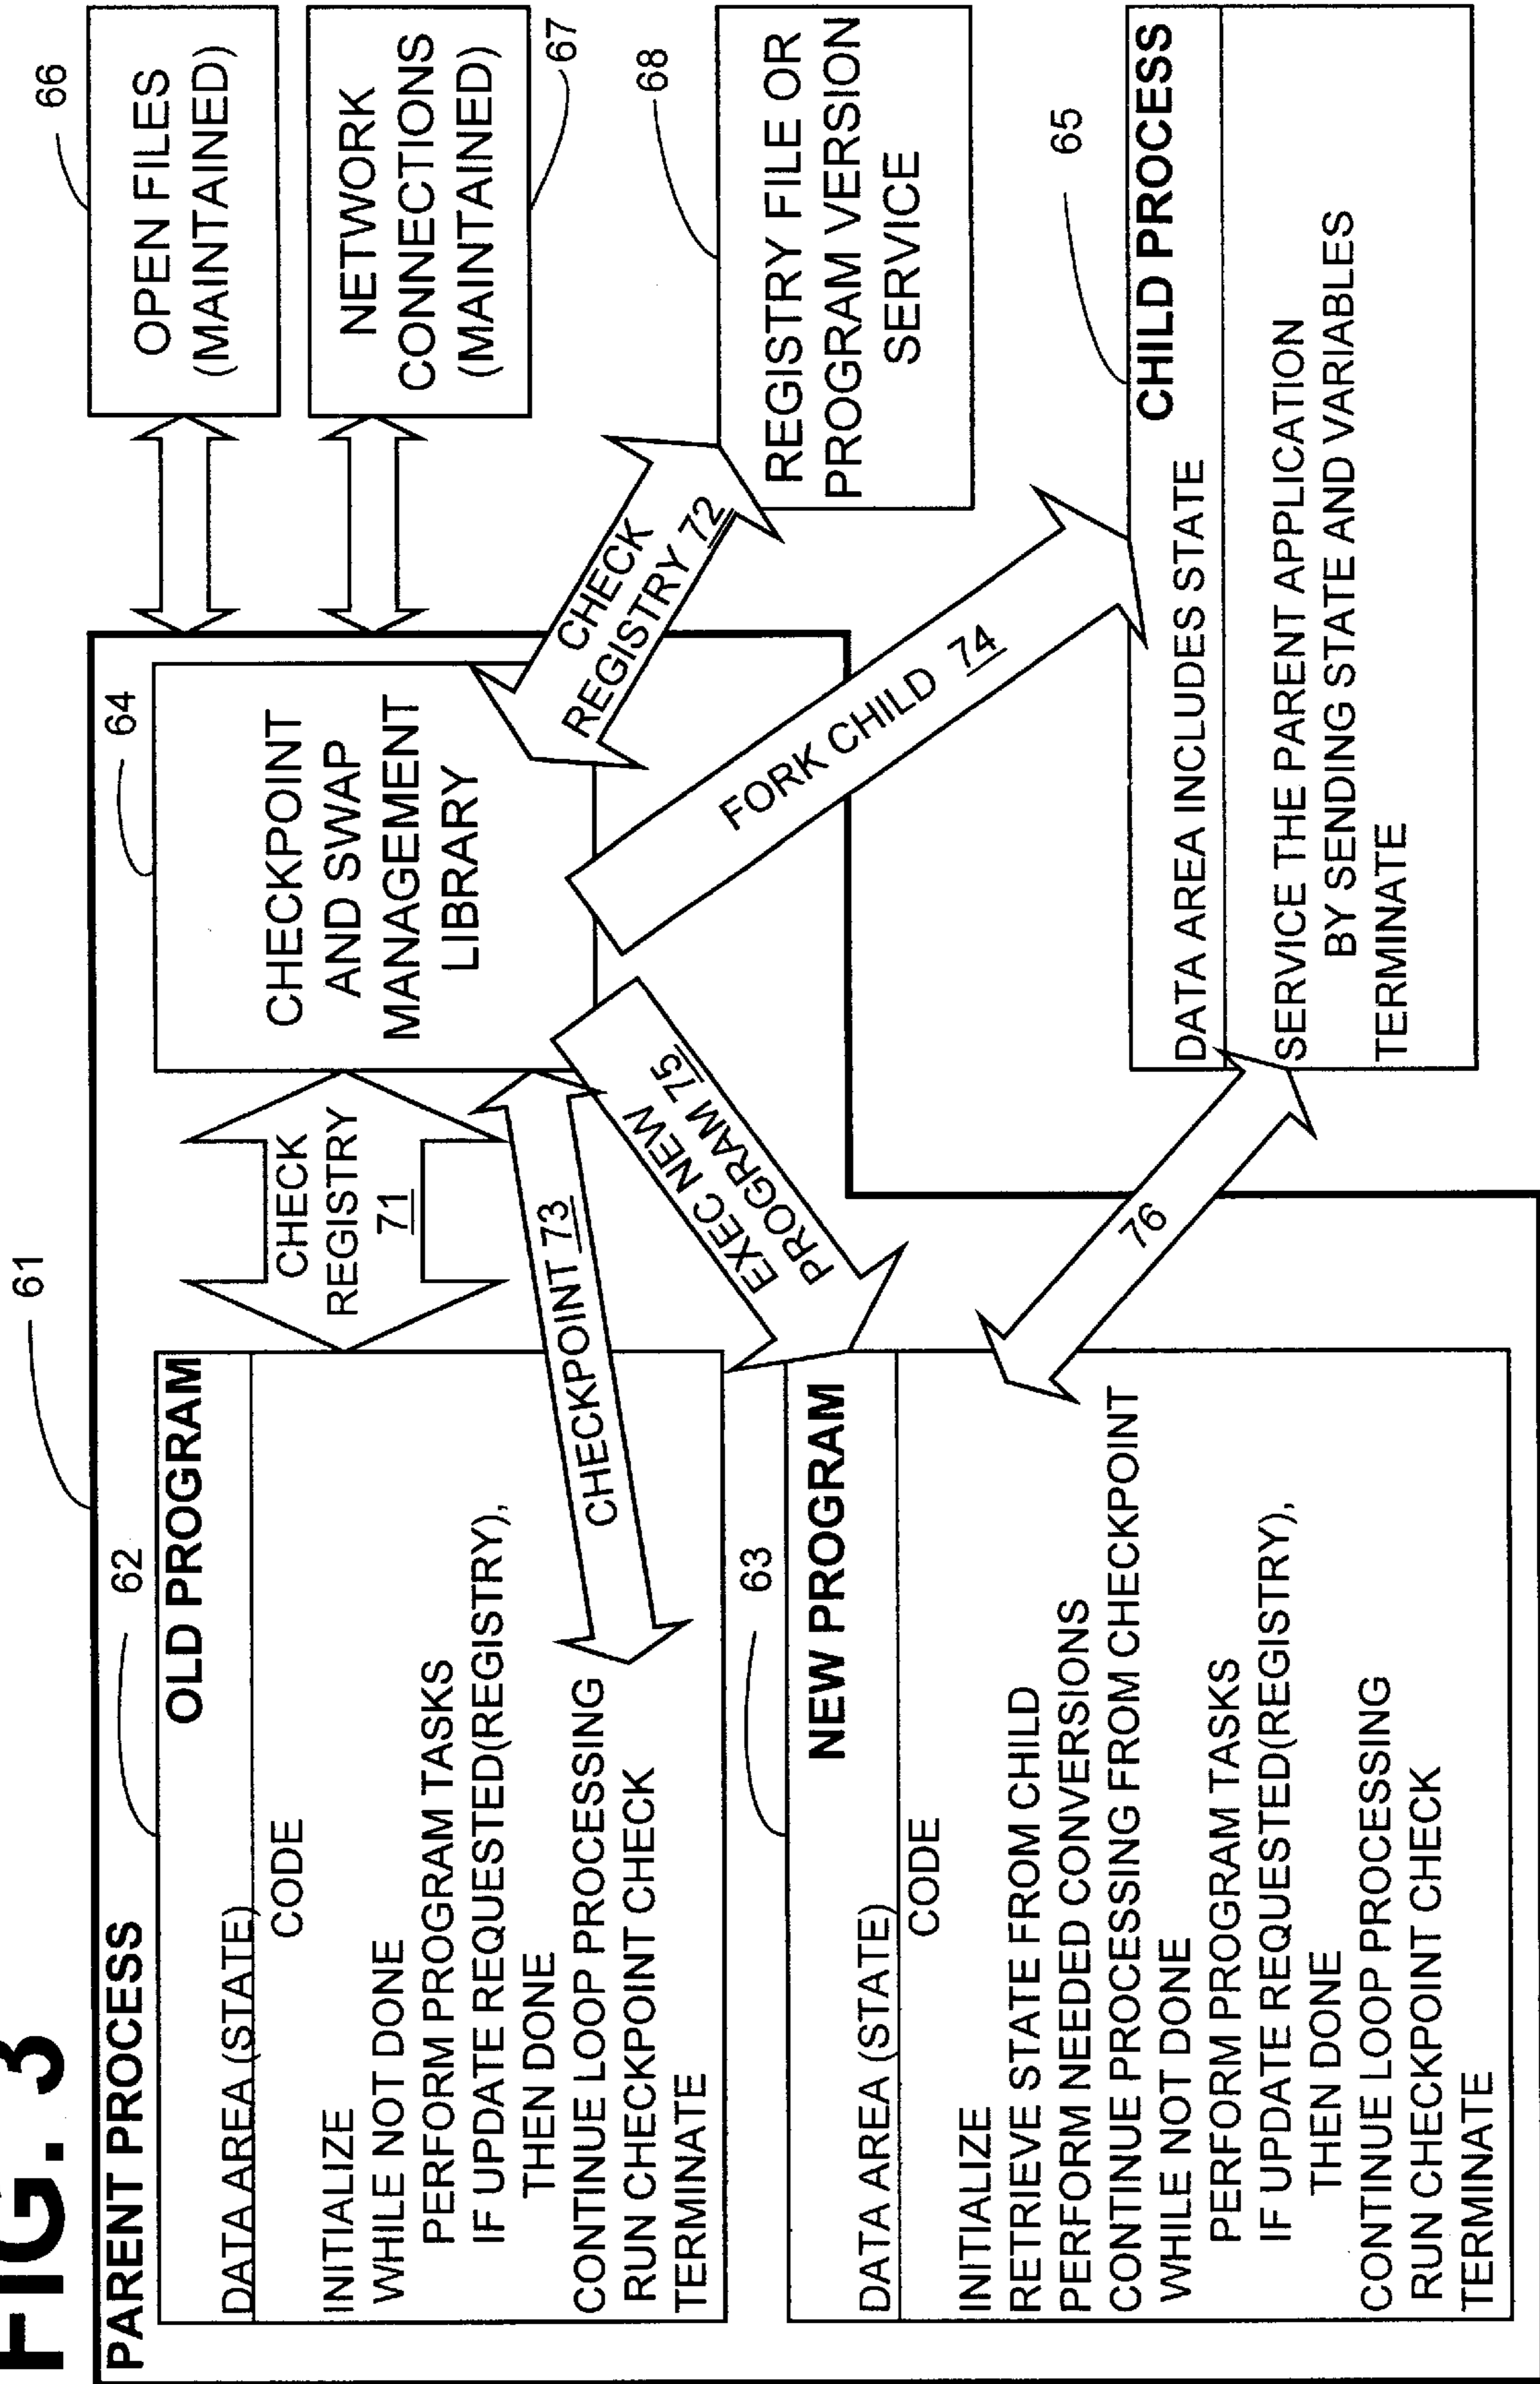 FIG. 3
61
PARENT PROCESS
62
OLD PROGRAM
DATA AREA (STATE)
CODE
INITIALIZE
WHILE NOT DONE
PERFORM PROGRAM TASKS
IF UPDATE REQUESTED(REGISTRY),
THEN DONE
CONTINUE LOOP PROCESSING
RUN CHECKPOINT CHECK
TERMINATE
63
NEW PROGRAM
DATA AREA (STATE)
CODE
INITIALIZE
RETRIEVE STATE FROM CHILD
PERFORM NEEDED CONVERSIONS
CONTINUE PROCESSING FROM CHECKPOINT
WHILE NOT DONE
PERFORM PROGRAM TASKS
IF UPDATE REQUESTED(REGISTRY),
THEN DONE
CONTINUE LOOP PROCESSING
RUN CHECKPOINT CHECK
TERMINATE
CHECK
REGISTRY
71
CHECKPOINT 73
EXEC NEW
PROGRAM 75
76
64
CHECKPOINT
AND SWAP
MANAGEMENT
LIBRARY
CHECK
REGISTRY 72
FORK CHILD 74
66
OPEN FILES
(MAINTAINED)
NETWORK
CONNECTIONS
(MAINTAINED)
67
68
REGISTRY FILE OR
PROGRAM VERSION
SERVICE
65
CHILD PROCESS
DATA AREA INCLUDES STATE
SERVICE THE PARENT APPLICATION
BY SENDING STATE AND VARIABLES
TERMINATE